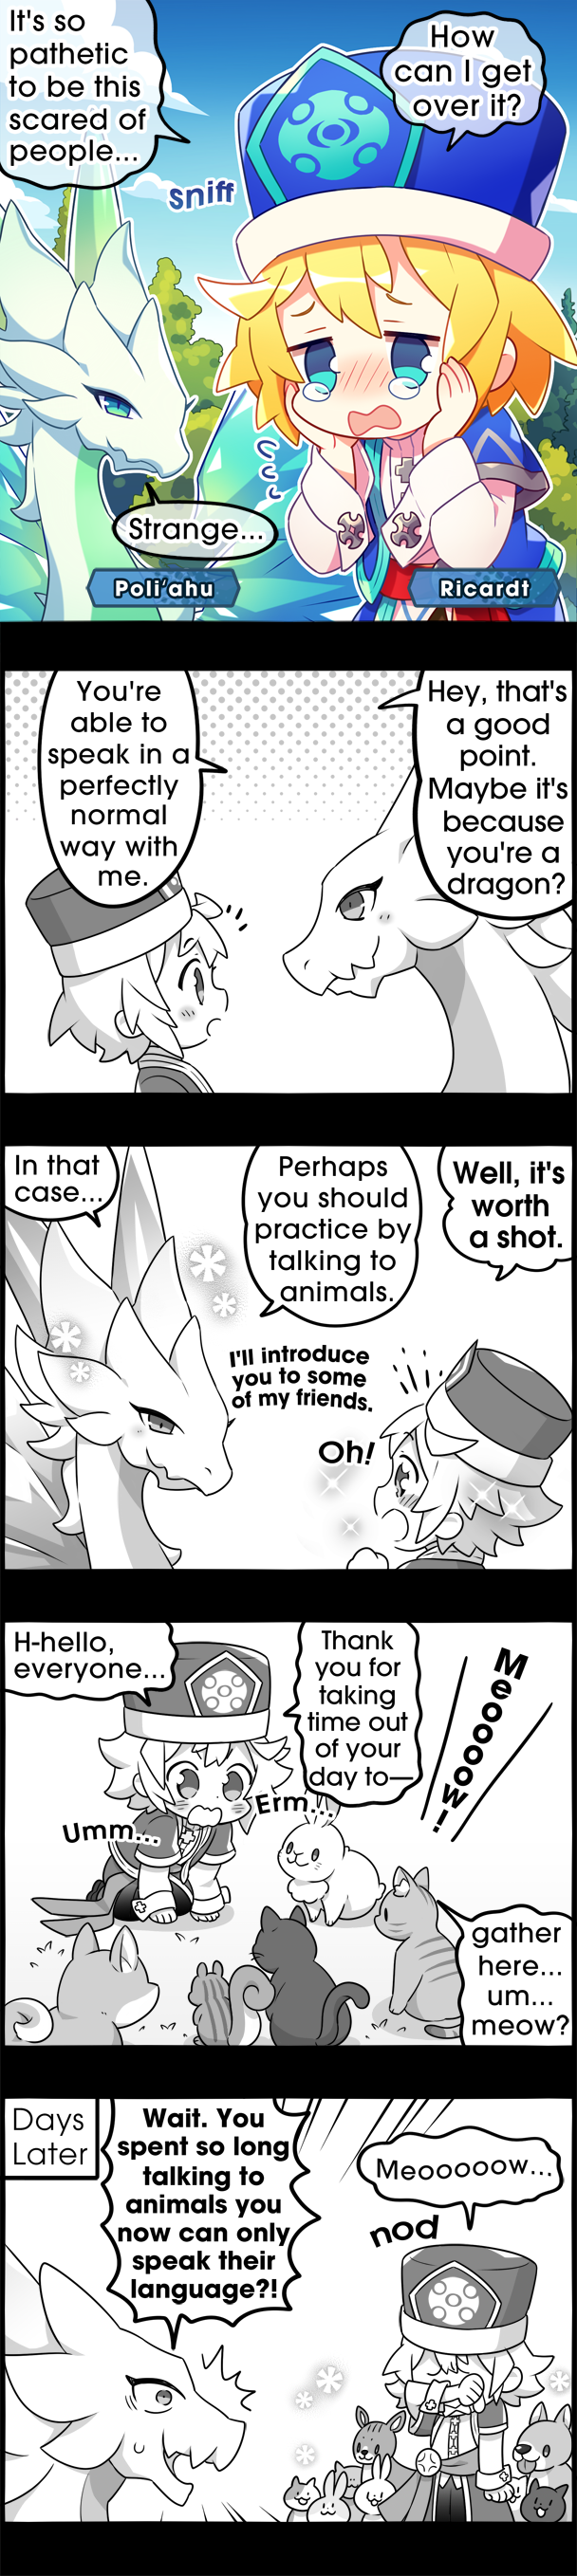 It's so
pathetic
to be this
scared of
people...
How
can I get
over it?
sniff
Strange...
Poli'ahu
Ricardt
You're
able to
speak in a
perfectly
normal
way with
me.
Hey, that's
a good
point.
Maybe it's
because
you're a
dragon?
In that
case...
Perhaps
you should
practice by
talking to
animals.
Well, it's
worth
a shot.
I'll introduce
you to some
of my friends.
Oh!
H-hello,
everyone...
Thank
you for
taking
time out
of your
day to—
Meoooow!
Umm...
Erm...
gather
here...
um...
meow?
Days
Later
Wait. You
spent so long
talking to
animals you
now can only
speak their
language?!
Meooooow...
nod